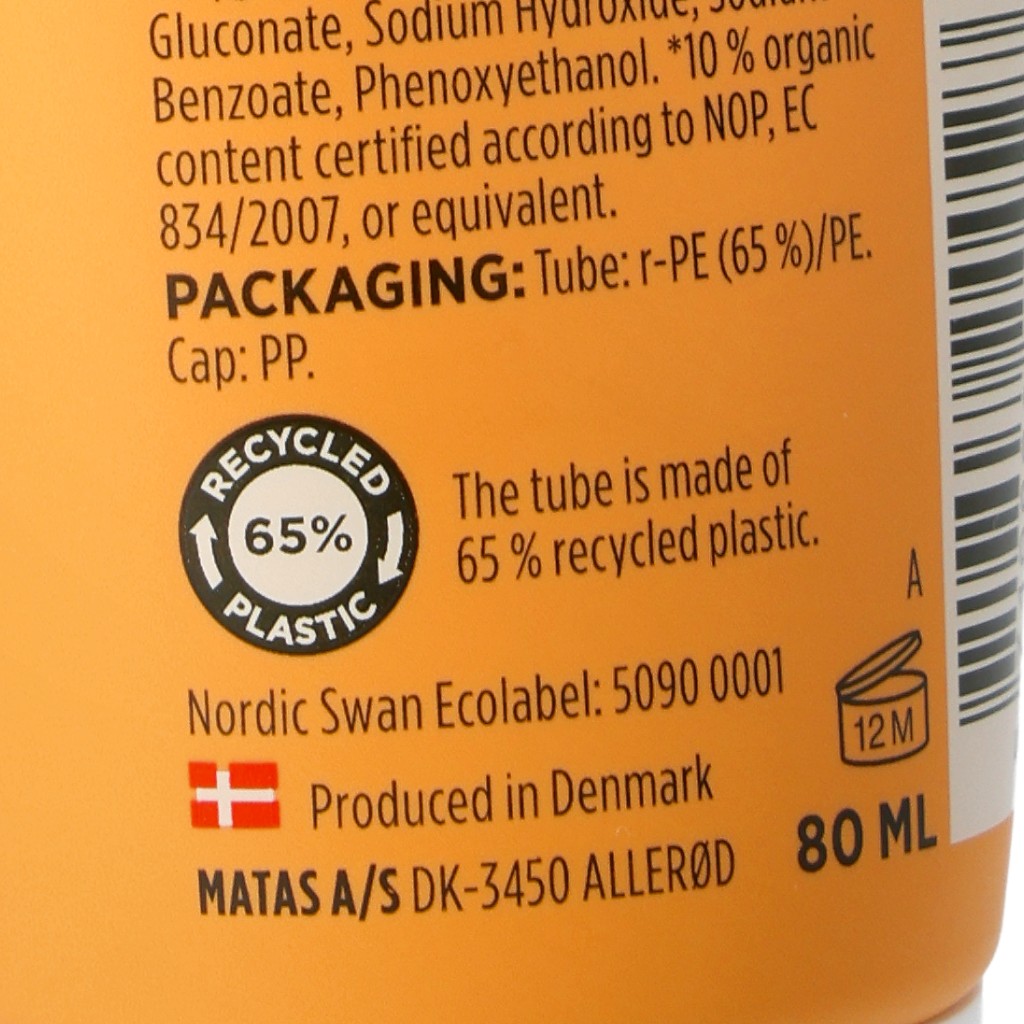 Gluconate, Sodium Hydroxide, Sodium
Benzoate, Phenoxyethanol. *10 % organic
content certified according to NOP, EC
834/2007, or equivalent.
PACKAGING: Tube: r-PE (65 %)/PE.
Cap: PP.
RECYCLED
65%
PLASTIC
The tube is made of
65 % recycled plastic.
A
Nordic Swan Ecolabel: 5090 0001
12 M
Produced in Denmark
80 ML
MATAS A/S DK-3450 ALLERØD